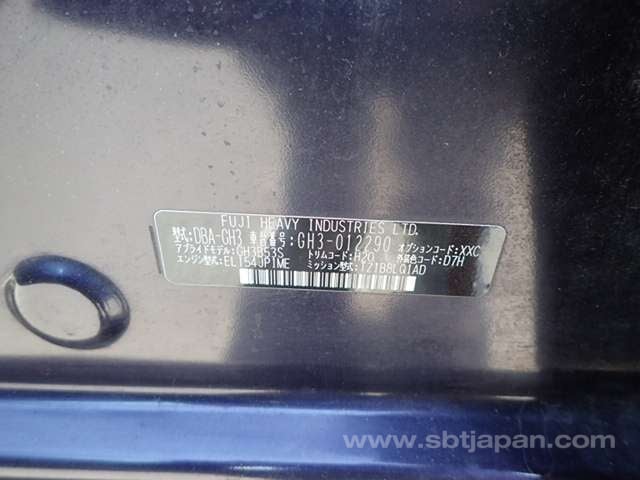 FUJI HEAVY INDUSTRIES LTD.
型式:DBA-GH3 車台番号:GH3-012290 オプションコード:XXC
アプライドモデル:GH3B53S トリムコード:H20 外装色コード:D7H
エンジン型式:EL154JP1ME ミッション型式:TZ1B8LQ1AD
www.sbtjapan.com